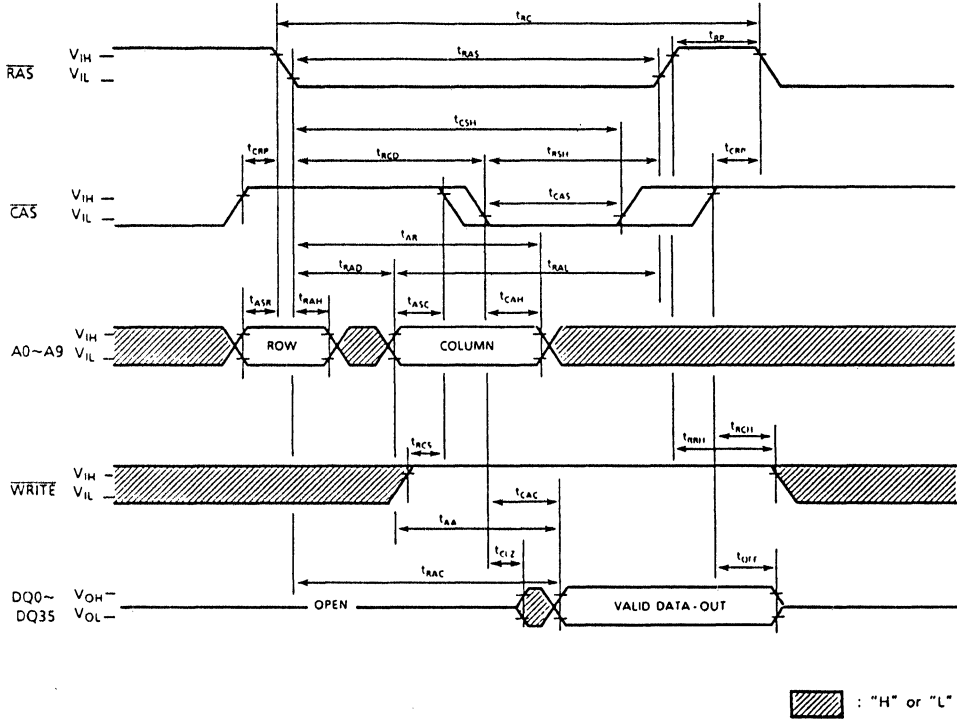 tRC
tRP
VIH
tRAS
RAS
VIL
tCSH
tCRP
tRCD
tRSH
tCRP
VIH
tCAS
CAS
VIL
tAR
tRAD
tRAL
tASR
tRAH
tASC
tCAH
VIH
A0~A9
ROW
COLUMN
VIL
tRCS
tRCH
tRRH
VIH
WRITE
VIL
tCAC
tAA
tCLZ
tOFF
tRAC
DQ0~
VOH
OPEN
VALID DATA-OUT
DQ35
VOL
: "H" or "L"